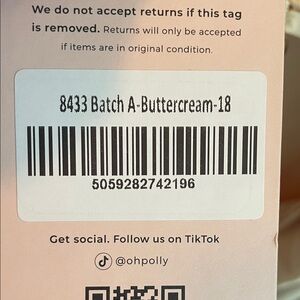 We do not accept returns if this tag
is removed. Returns will only be accepted
if items are in original condition.
8433 Batch A-Buttercream-18
5059282742196
Get social. Follow us on TikTok
@ohpolly